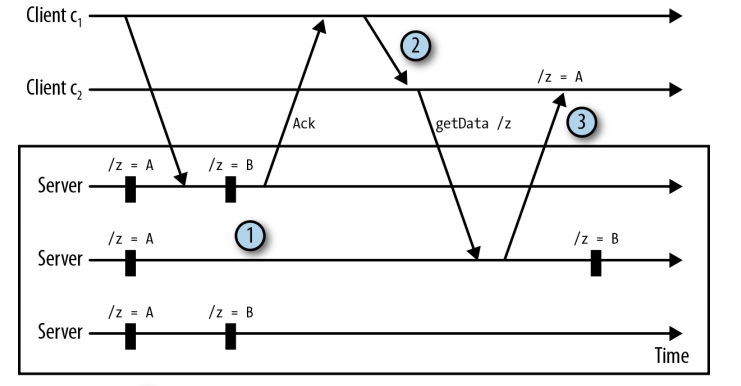 Client c1
2
Client c2
/z = A
Ack
getData /z
3
/z = A
/z = B
Server
/z = A
1
/z = B
Server
/z = A
/z = B
Server
Time